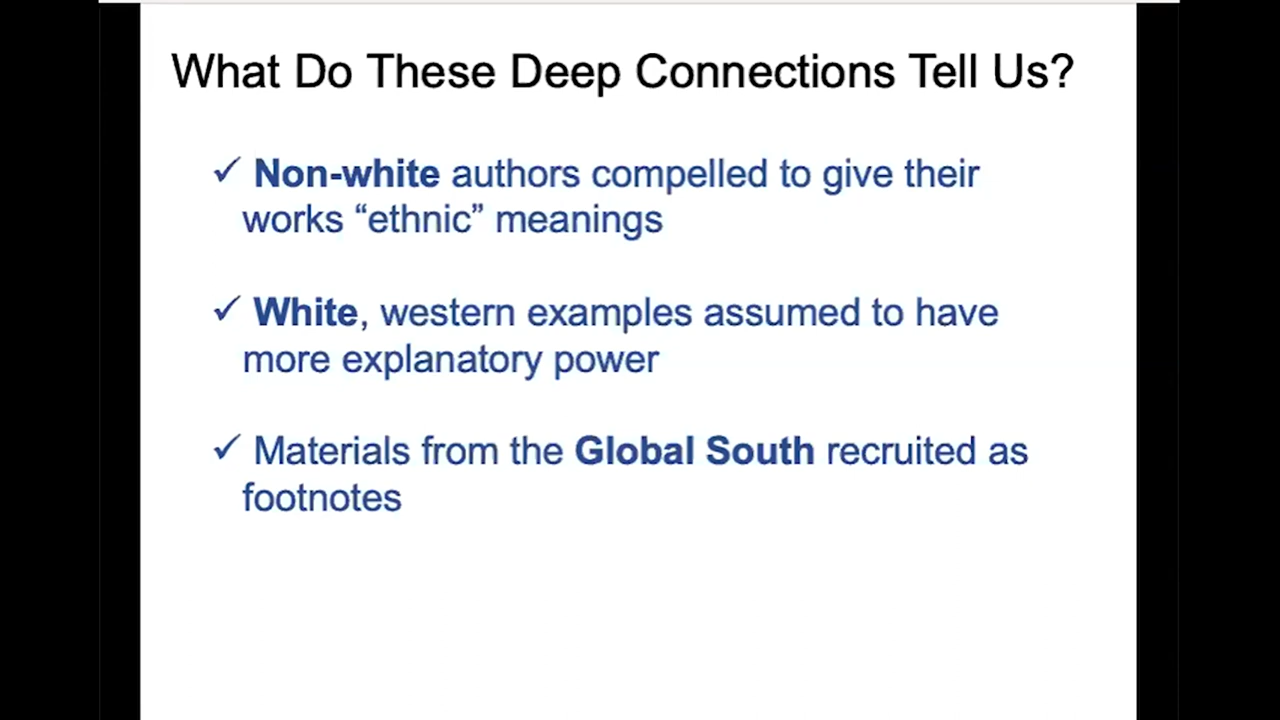 What Do These Deep Connections Tell Us?
✓ Non-white authors compelled to give their
works “ethnic” meanings
✓ White, western examples assumed to have
more explanatory power
✓ Materials from the Global South recruited as
footnotes